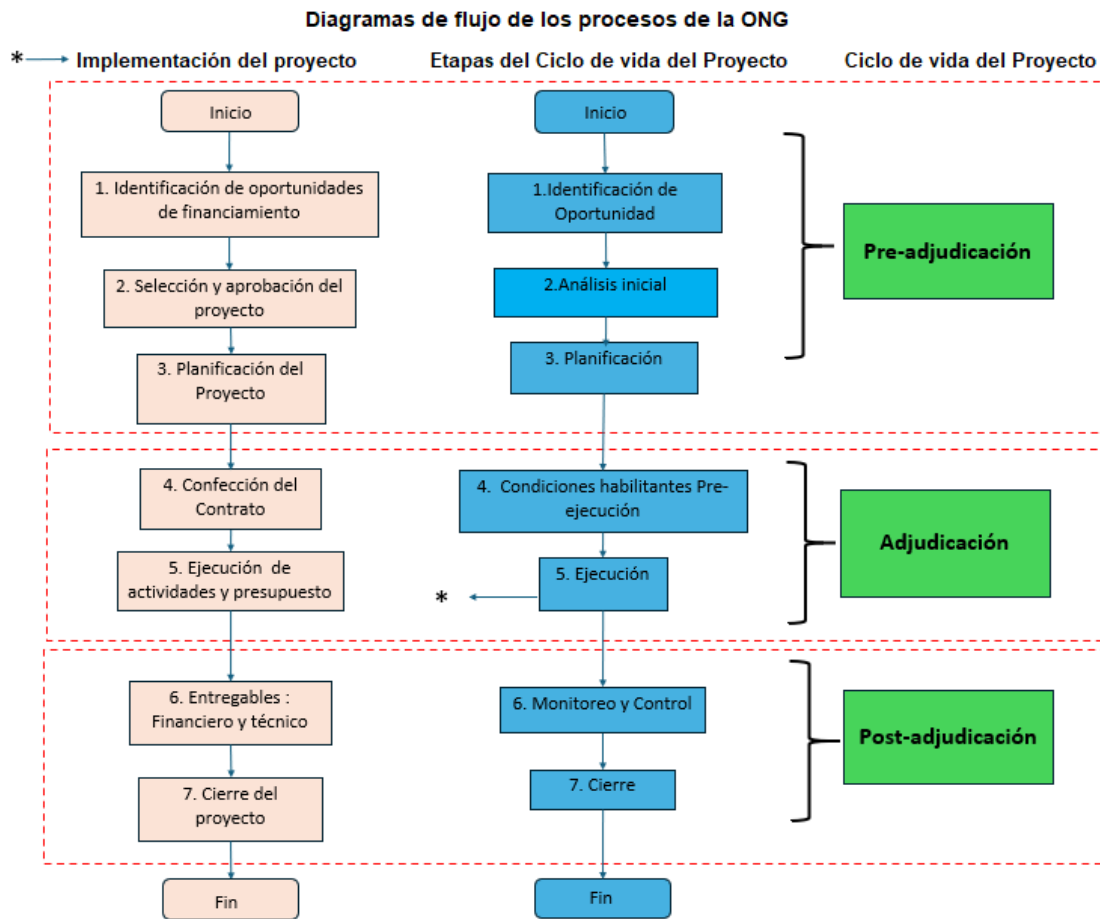 Diagramas de flujo de los procesos de la ONG
* Implementación del proyecto
Etapas del Ciclo de vida del Proyecto
Ciclo de vida del Proyecto
Inicio
1. Identificación de oportunidades
de financiamiento
2. Selección y aprobación del
proyecto
3. Planificación del
Proyecto
4. Confección del
Contrato
5. Ejecución de
actividades y presupuesto
6. Entregables :
Financiero y técnico
7. Cierre del
proyecto
Fin
Inicio
1.Identificación de
Oportunidad
2.Análisis inicial
3. Planificación
4. Condiciones habilitantes Pre-
ejecución
5. Ejecución
*
6. Monitoreo y Control
7. Cierre
Fin
Pre-adjudicación
Adjudicación
Post-adjudicación